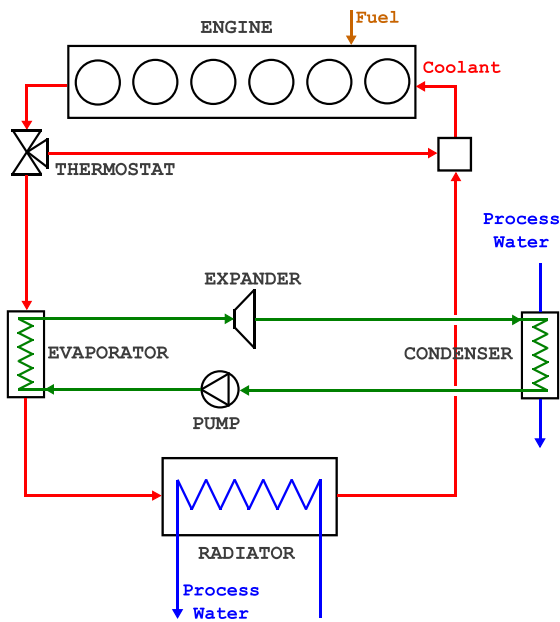 Fuel
ENGINE
Coolant
THERMOSTAT
Process
Water
EXPANDER
EVAPORATOR
CONDENSER
PUMP
RADIATOR
Process
Water